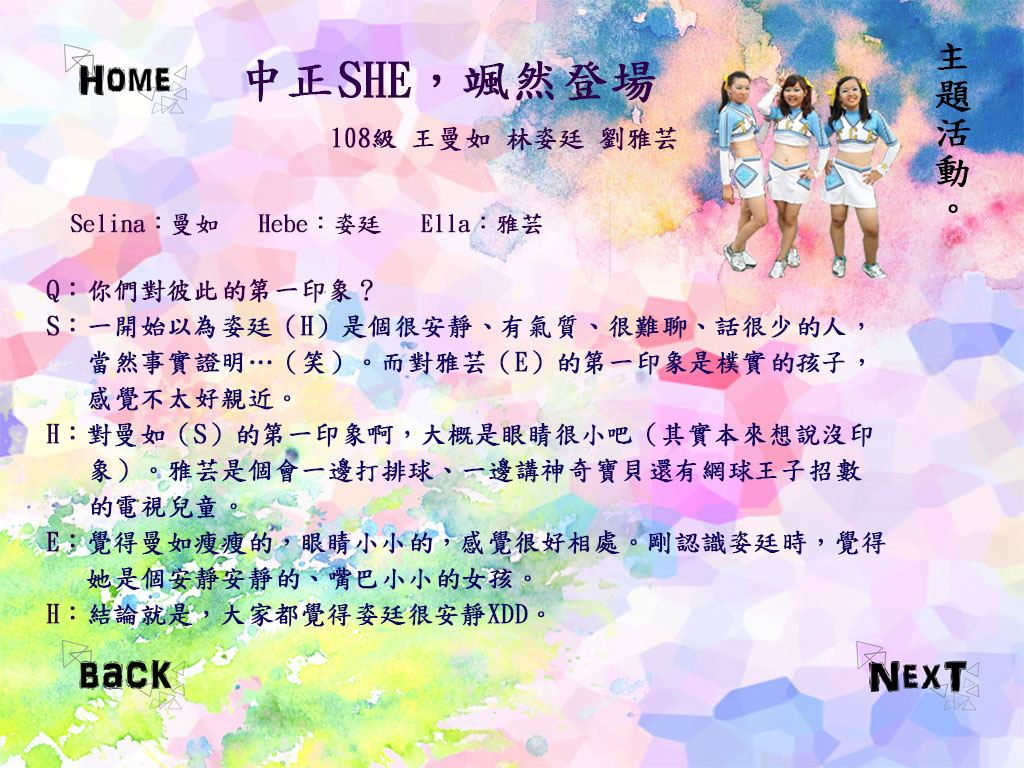 HOME
中正SHE，颯然登場
主題活動。
108級 王曼如 林姿廷 劉雅芸
Selina：曼如 Hebe：姿廷 Ella：雅芸
Q：你們對彼此的第一印象？
S：一開始以為姿廷（H）是個很安靜、有氣質、很難聊、話很少的人，
當然事實證明…（笑）。而對雅芸（E）的第一印象是樸實的孩子，
感覺不太好親近。
H：對曼如（S）的第一印象啊，大概是眼睛很小吧（其實本來想說沒印
象）。雅芸是個會一邊打排球、一邊講神奇寶貝還有網球王子招數
的電視兒童。
E：覺得曼如瘦瘦的，眼睛小小的，感覺很好相處。剛認識姿廷時，覺得
她是個安靜安靜的、嘴巴小小的女孩。
H：結論就是，大家都覺得姿廷很安靜XDD。
BACK
NEXT